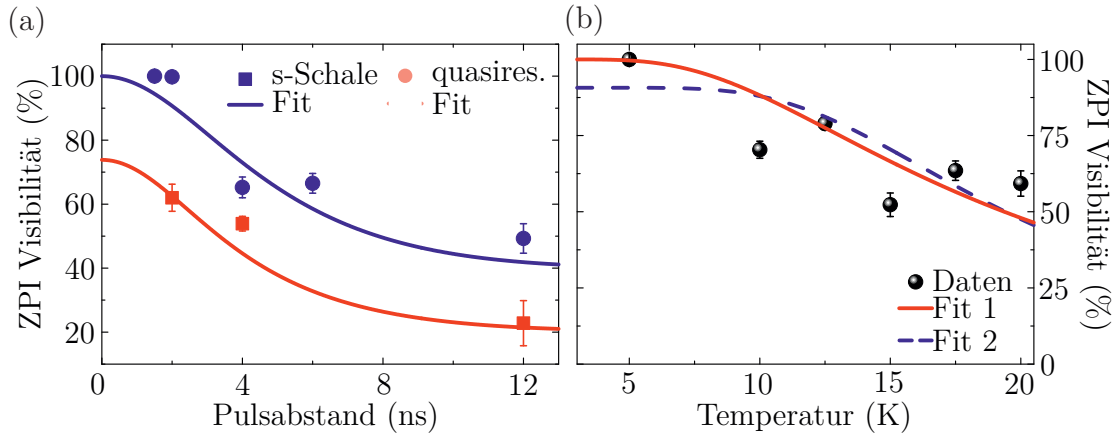 (a)
(b)
ZPI Visibilität (%)
100
80
60
40
20
s-Schale
quasires.
Fit
Fit
0
4
8
12
Pulsabstand (ns)
Daten
Fit 1
Fit 2
5
10
15
20
Temperatur (K)
100
75
50
25
0
ZPI Visibilität (%)